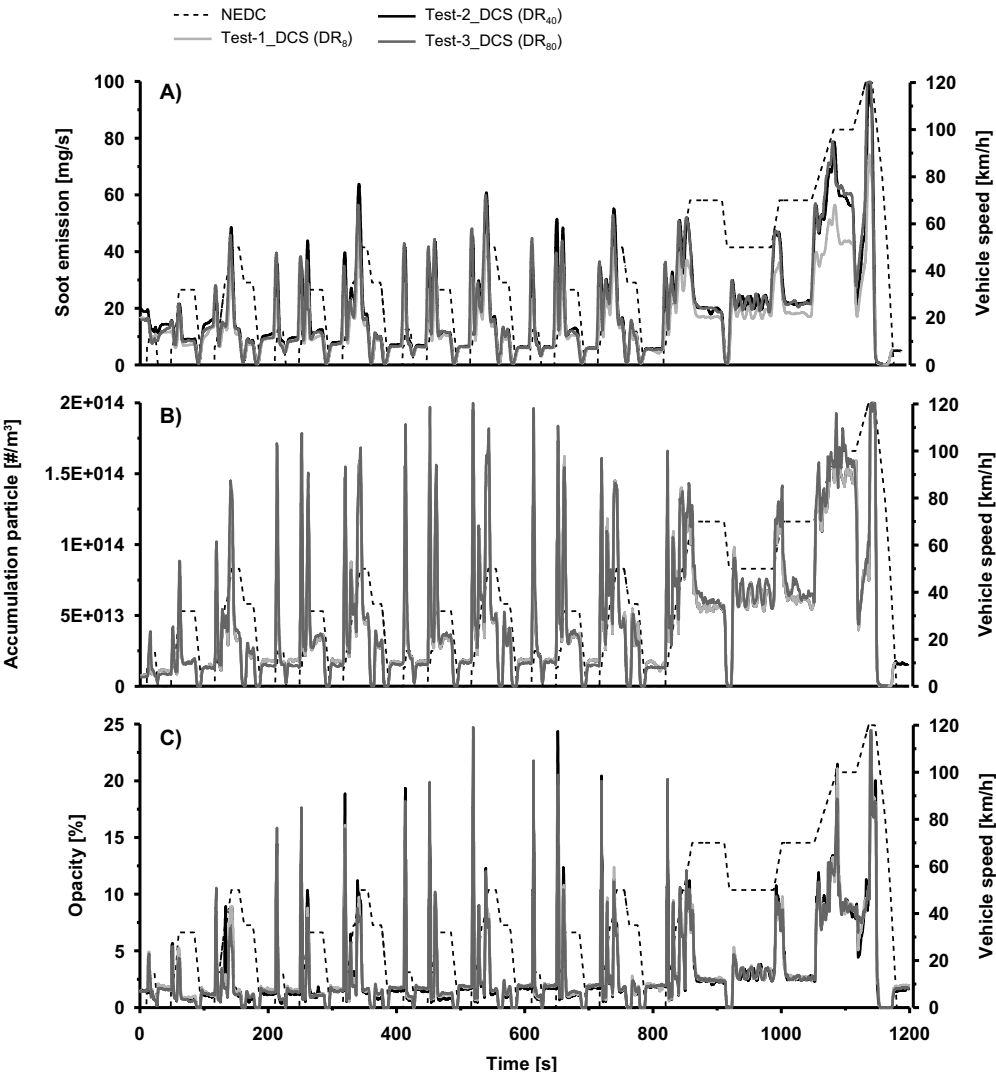 NEDC
Test-1_DCS (DR8)
Test-2_DCS (DR40)
Test-3_DCS (DR80)
A)
Soot emission [mg/s]
100
80
60
40
20
0
Vehicle speed [km/h]
120
100
80
60
40
20
0
B)
Accumulation particle [#/m³]
2E+014
1.5E+014
1E+014
5E+013
0
Vehicle speed [km/h]
120
100
80
60
40
20
0
C)
Opacity [%]
25
20
15
10
5
0
Vehicle speed [km/h]
120
100
80
60
40
20
0
0 200 400 600 800 1000 1200
Time [s]